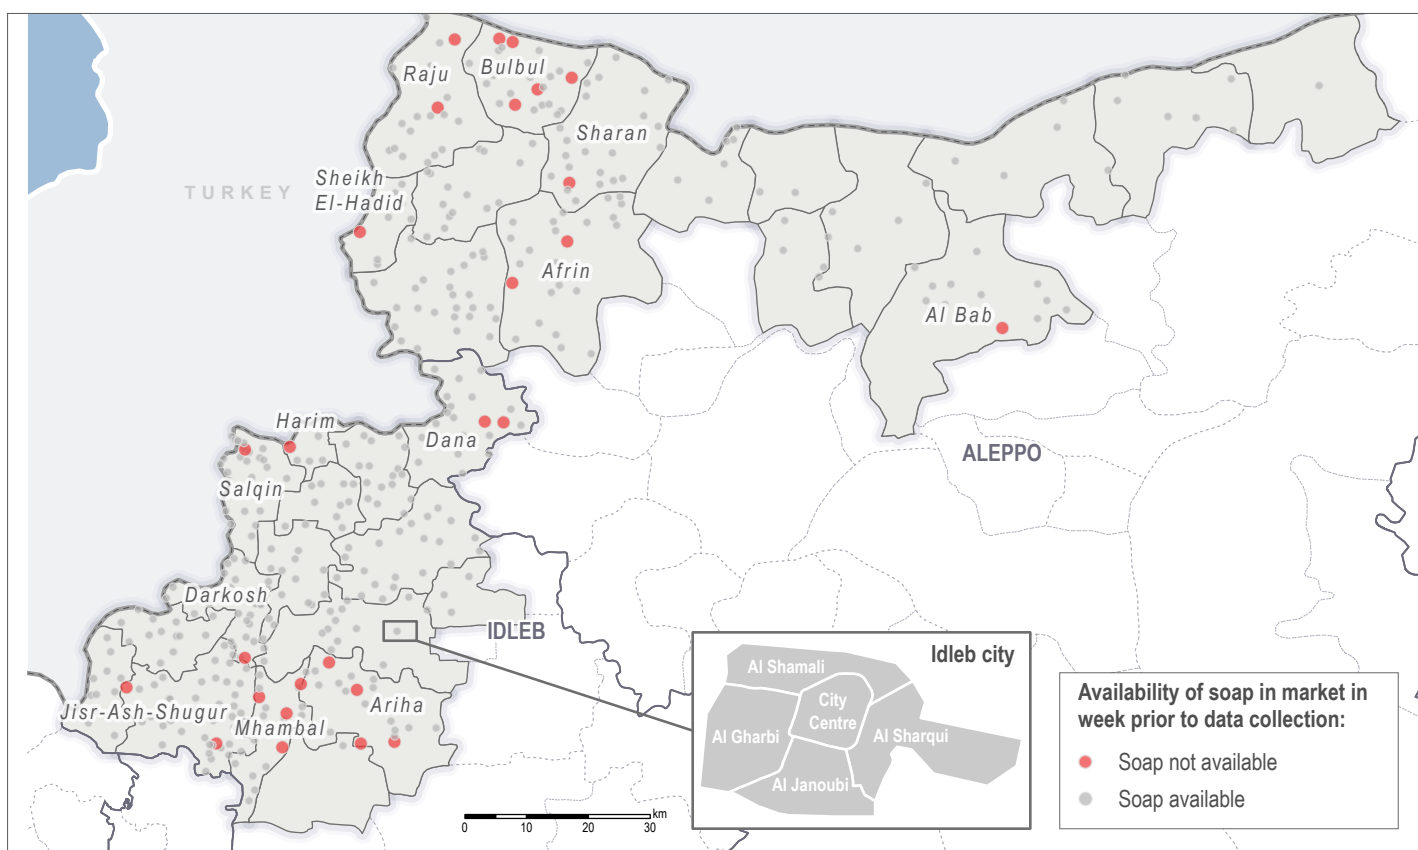 Raju
Bulbul
Sharan
TURKEY
Sheikh
El-Hadid
Afrin
Al Bab
Harim
Dana
ALEPPO
Salqin
Darkosh
IDLEB
Jisr-Ash-Shugur
Mhambal
Ariha
km
0 10 20 30
Idleb city
Al Shamali
City
Centre
Al Gharbi
Al Sharqui
Al Janoubi
Availability of soap in market in
week prior to data collection:
Soap not available
Soap available